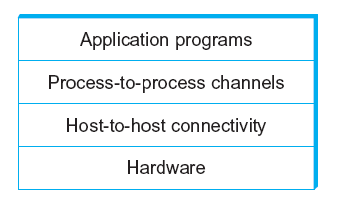 Application programs
Process-to-process channels
Host-to-host connectivity
Hardware